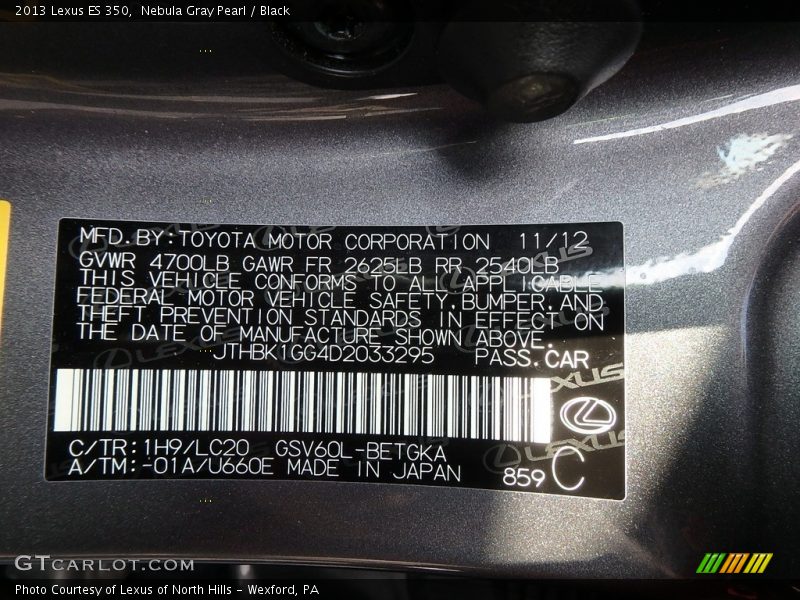 2013 Lexus ES 350,  Nebula Gray Pearl / Black
MFD.BY:TOYOTA MOTOR CORPORATION 11/12
GVWR 4700LB GAWR FR 2625LB RR 2540LB
THIS VEHICLE CONFORMS TO ALL APPLICABLE
FEDERAL MOTOR VEHICLE SAFETY,BUMPER,AND
THEFT PREVENTION STANDARDS IN EFFECT ON
THE DATE OF MANUFACTURE SHOWN ABOVE.
JTHBK1GG4D2033295 PASS.CAR
LEXUS
C/TR:1H9/LC20 GSV60L-BETGKA
A/TM:-01A/U660E MADE IN JAPAN
859 C
GTCARLOT.COM
Photo Courtesy of Lexus of North Hills - Wexford, PA